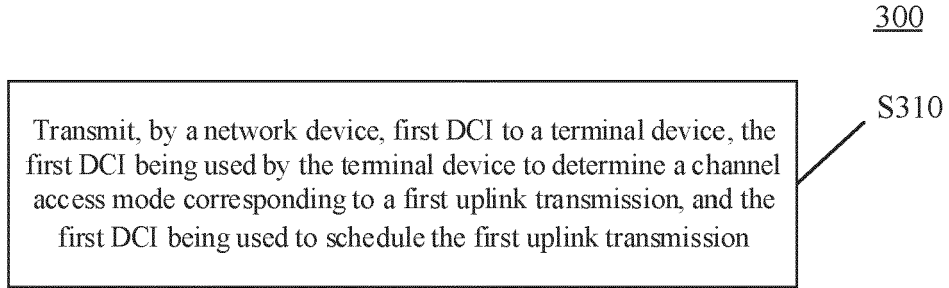 300
S310
Transmit, by a network device, first DCI to a terminal device, the
first DCI being used by the terminal device to determine a channel
access mode corresponding to a first uplink transmission, and the
first DCI being used to schedule the first uplink transmission